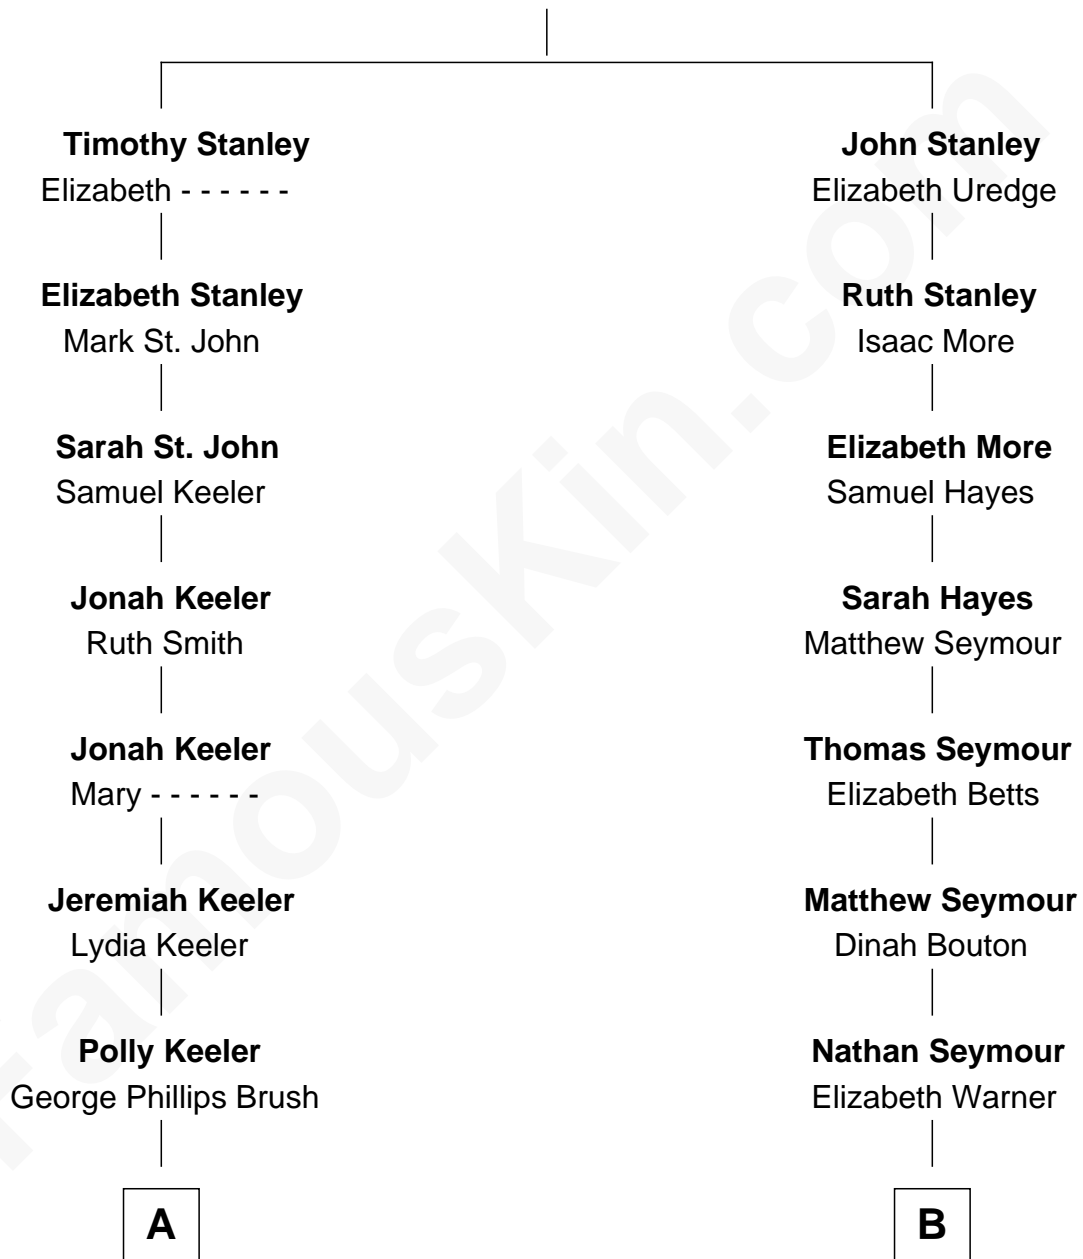 Timothy Stanley
Elizabeth - - - - - -
John Stanley
Elizabeth Uredge
Elizabeth Stanley
Mark St. John
Ruth Stanley
Isaac More
Sarah St. John
Samuel Keeler
Elizabeth More
Samuel Hayes
Jonah Keeler
Ruth Smith
Sarah Hayes
Matthew Seymour
Jonah Keeler
Mary - - - - - -
Thomas Seymour
Elizabeth Betts
Jeremiah Keeler
Lydia Keeler
Matthew Seymour
Dinah Bouton
Polly Keeler
George Phillips Brush
Nathan Seymour
Elizabeth Warner
A
B
FamousKin.com